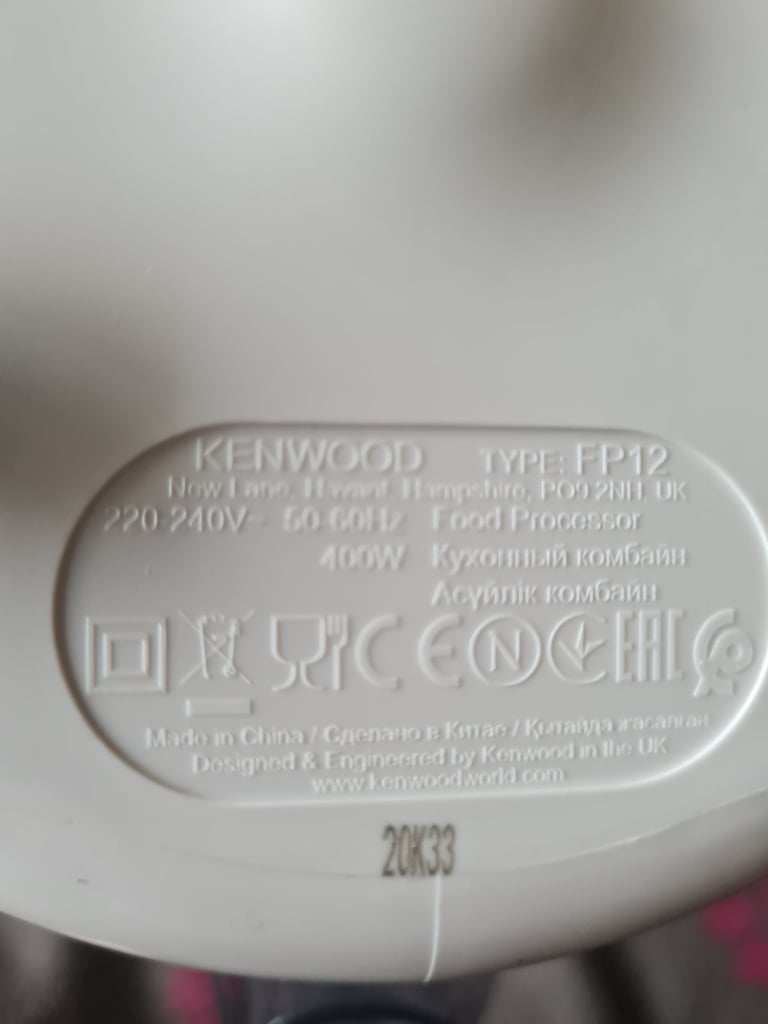 KENWOOD TYPE: FP12
New Lane, Havant, Hampshire, PO9 2NH, UK
220-240V~ 50-60Hz Food Processor
400W Кухонный комбайн
Асүйлік комбайн
CE N EAC
Made in China / Сделано в Китае / Қытайда жасалған
Designed & Engineered by Kenwood in the UK
www.kenwoodworld.com
20K33